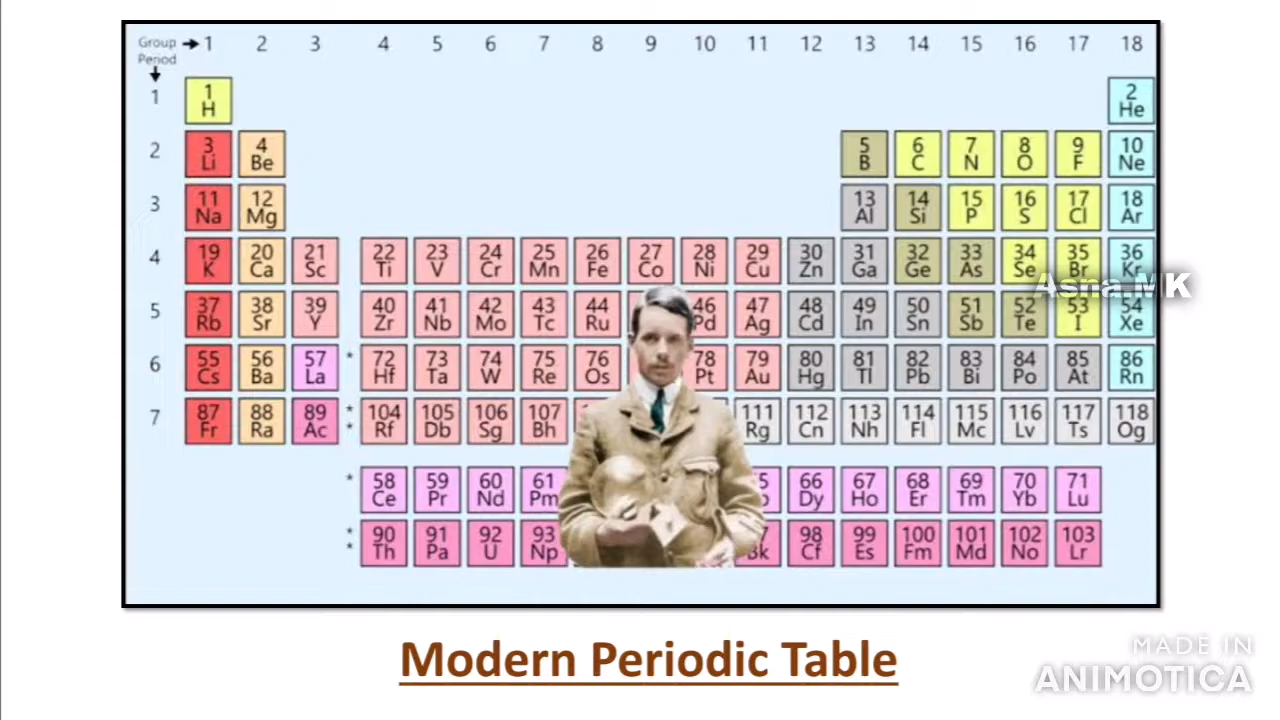 Group 1 2 3 4 5 6 7 8 9 10 11 12 13 14 15 16 17 18
Period
1 1 2
H He
2 3 4 5 6 7 8 9 10
Li Be B C N O F Ne
3 11 12 13 14 15 16 17 18
Na Mg Al Si P S Cl Ar
4 19 20 21 22 23 24 25 26 27 28 29 30 31 32 33 34 35 36
K Ca Sc Ti V Cr Mn Fe Co Ni Cu Zn Ga Ge As Se Br Kr
Asna MK
5 37 38 39 40 41 42 43 44 46 47 48 49 50 51 52 53 54
Rb Sr Y Zr Nb Mo Tc Ru Pd Ag Cd In Sn Sb Te I Xe
6 55 56 57 * 72 73 74 75 76 78 79 80 81 82 83 84 85 86
Cs Ba La Hf Ta W Re Os Pt Au Hg Tl Pb Bi Po At Rn
7 87 88 89 * 104 105 106 107 111 112 113 114 115 116 117 118
Fr Ra Ac * Rf Db Sg Bh Rg Cn Nh Fl Mc Lv Ts Og
* 58 59 60 61 66 67 68 69 70 71
Ce Pr Nd Pm Dy Ho Er Tm Yb Lu
* 90 91 92 93 98 99 100 101 102 103
* Th Pa U Np Bk Cf Es Fm Md No Lr
Modern Periodic Table
MADE IN
ANIMOTICA